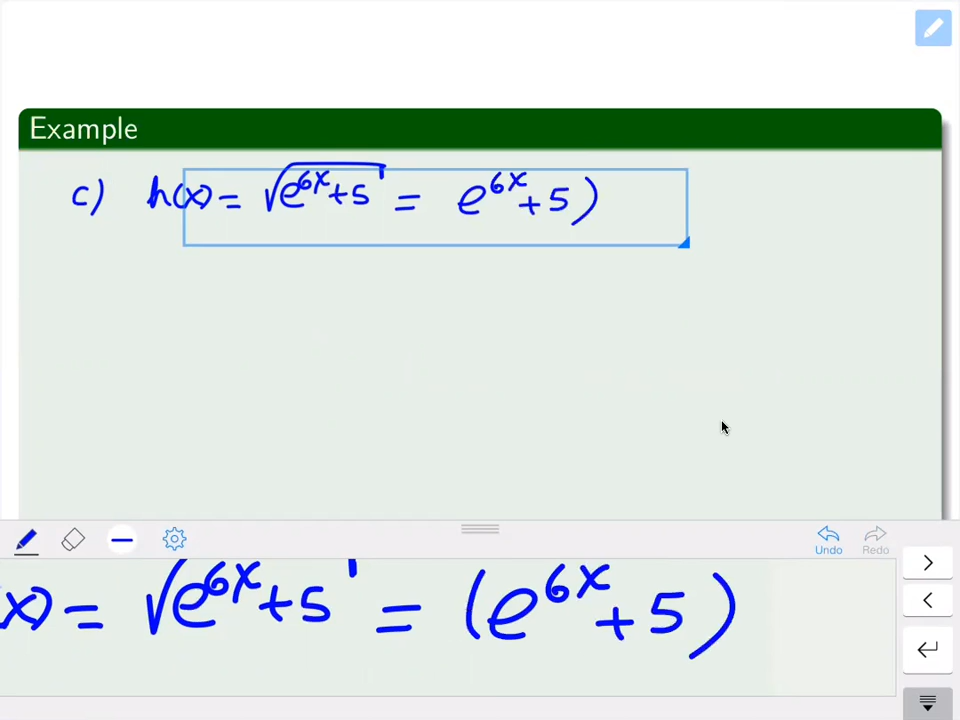 Example
c) h(x) = √(e^{6x}+5) = e^{6x}+5)
Undo Redo
x) = √(e^{6x}+5) = (e^{6x}+5)